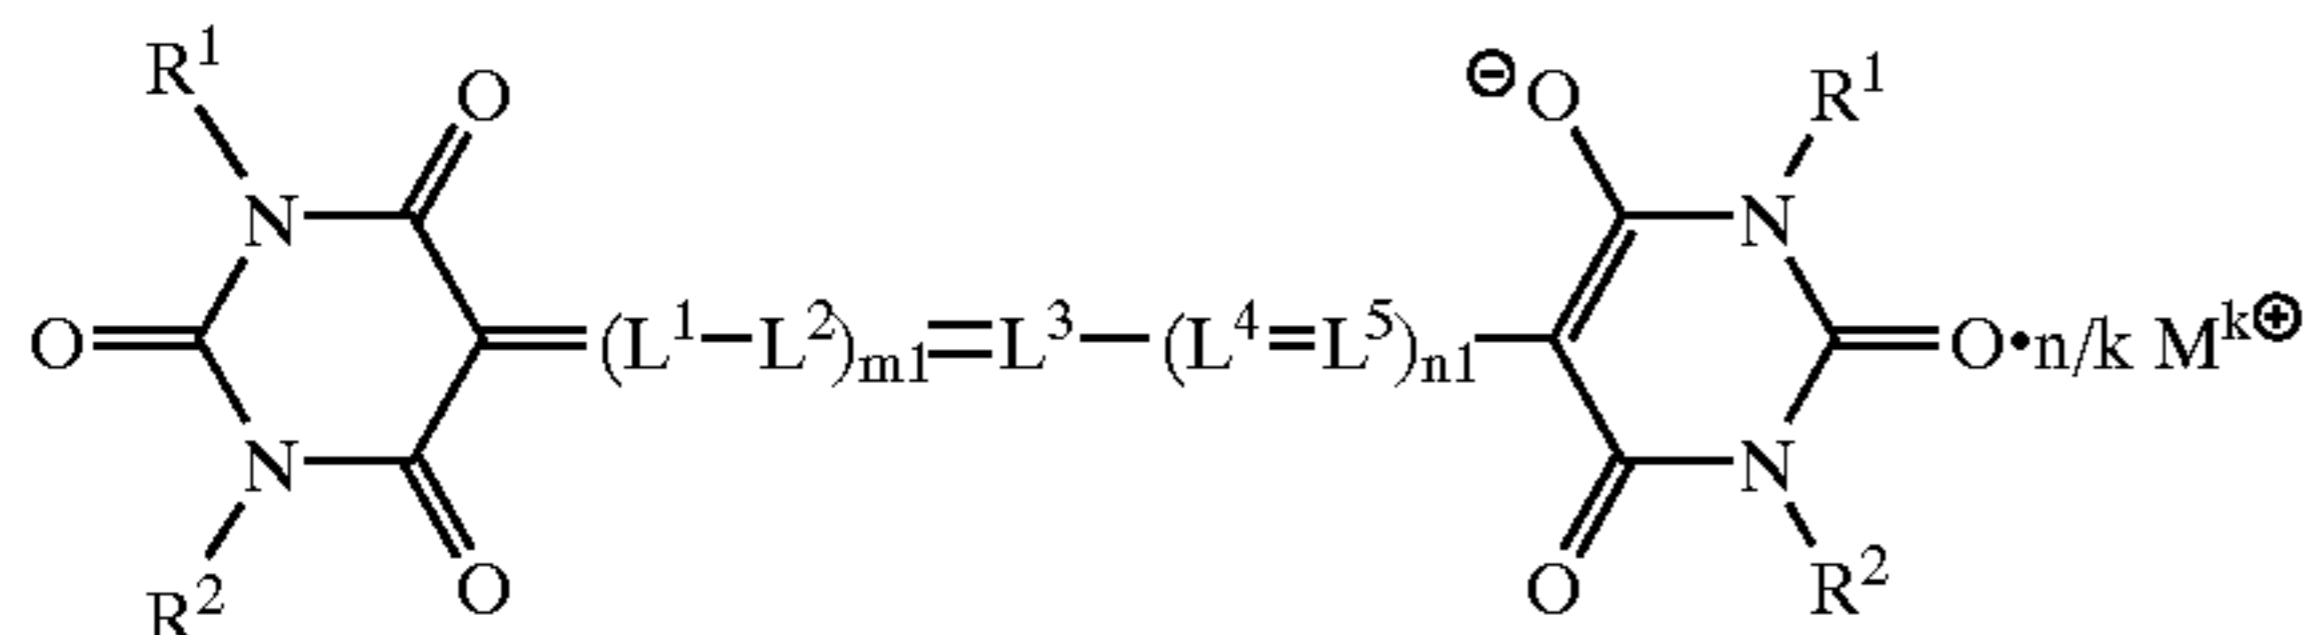 R¹ O ⊖O R¹
N N
O (L¹—L²)m1=L³—(L⁴=L⁵)n1 O•n/k Mᵏ⊕
N N
R² O O R²